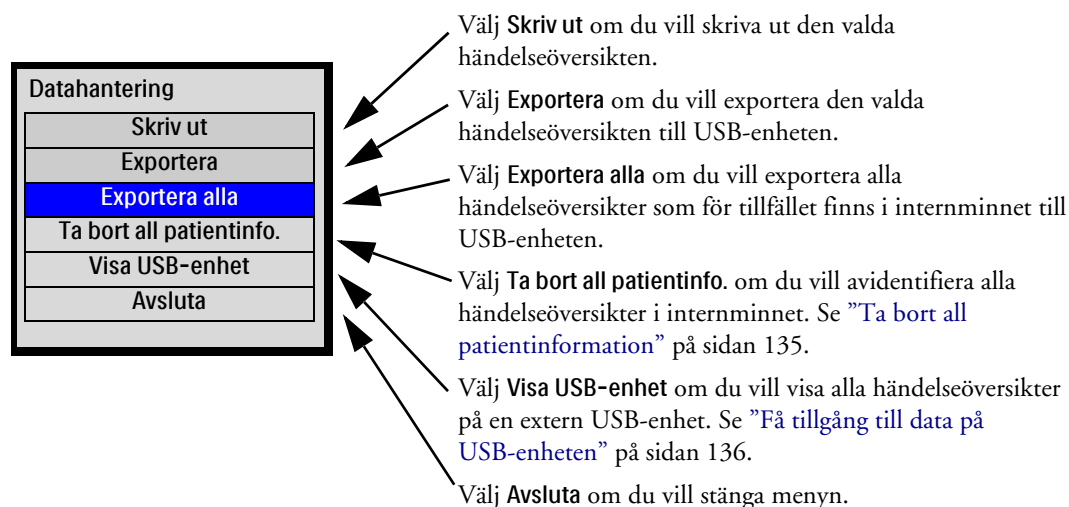 Datahantering
Skriv ut
Exportera
Exportera alla
Ta bort all patientinfo.
Visa USB-enhet
Avsluta
Välj Skriv ut om du vill skriva ut den valda
händelseöversikten.
Välj Exportera om du vill exportera den valda
händelseöversikten till USB-enheten.
Välj Exportera alla om du vill exportera alla
händelseöversikter som för tillfället finns i internminnet till
USB-enheten.
Välj Ta bort all patientinfo. om du vill avidentifiera alla
händelseöversikter i internminnet. Se ”Ta bort all
patientinformation” på sidan 135.
Välj Visa USB-enhet om du vill visa alla händelseöversikter
på en extern USB-enhet. Se ”Få tillgång till data på
USB-enheten” på sidan 136.
Välj Avsluta om du vill stänga menyn.